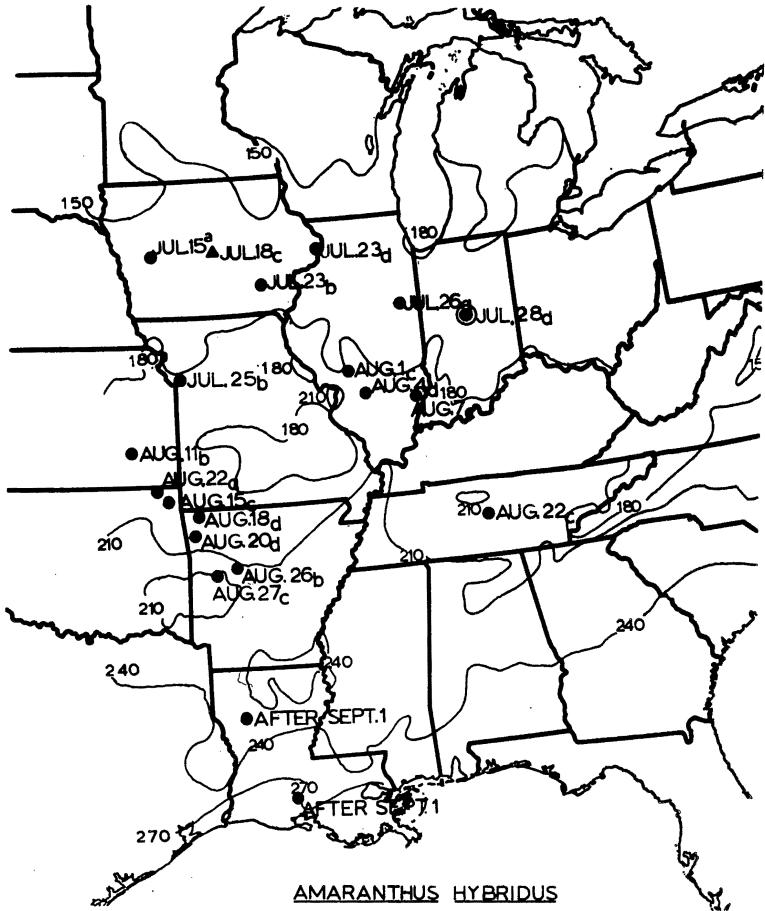 150
150
180
JUL.15a
JUL.18c
JUL.23d
JUL.23b
JUL.26a
JUL.28d
180
180
JUL.25b
AUG.1c
210
180
AUG.7
180
AUG.11b
AUG.22d
AUG.15c
210
AUG.22c
180
AUG.18d
210
AUG.20d
210
AUG.26b
210
AUG.27c
240
240
240
AFTER SEPT.1
240
270
AFTER SEPT.1
270
AMARANTHUS HYBRIDUS